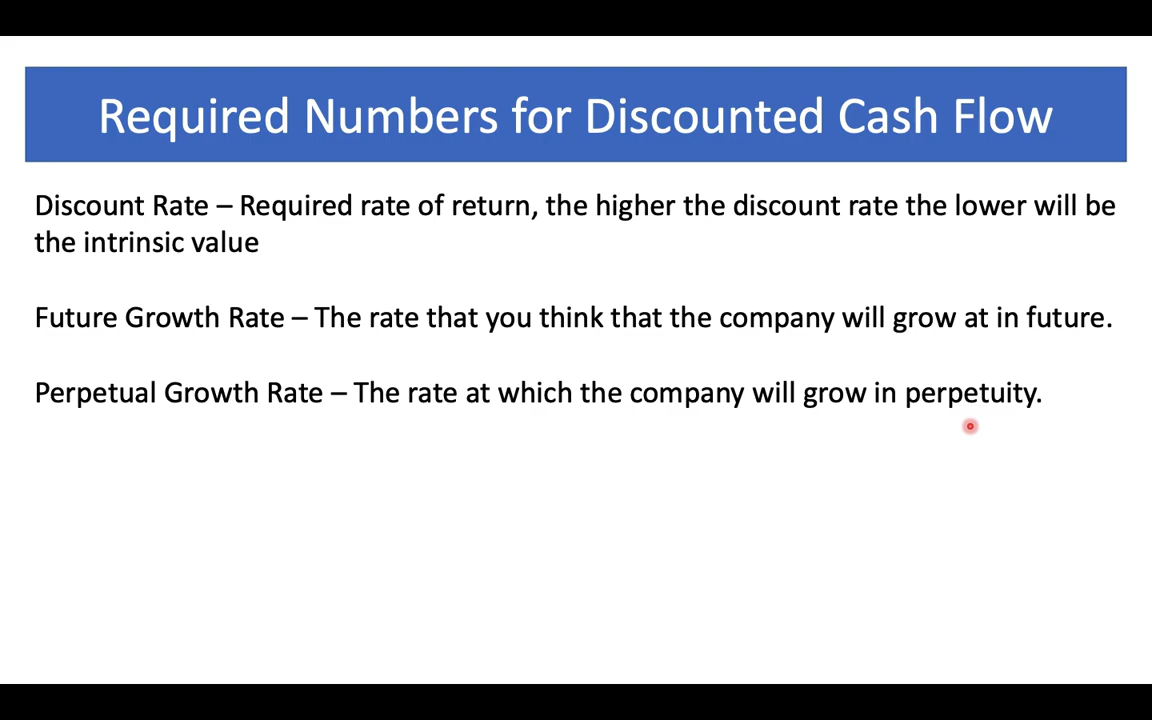 Required Numbers for Discounted Cash Flow
Discount Rate – Required rate of return, the higher the discount rate the lower will be
the intrinsic value
Future Growth Rate – The rate that you think that the company will grow at in future.
Perpetual Growth Rate – The rate at which the company will grow in perpetuity.